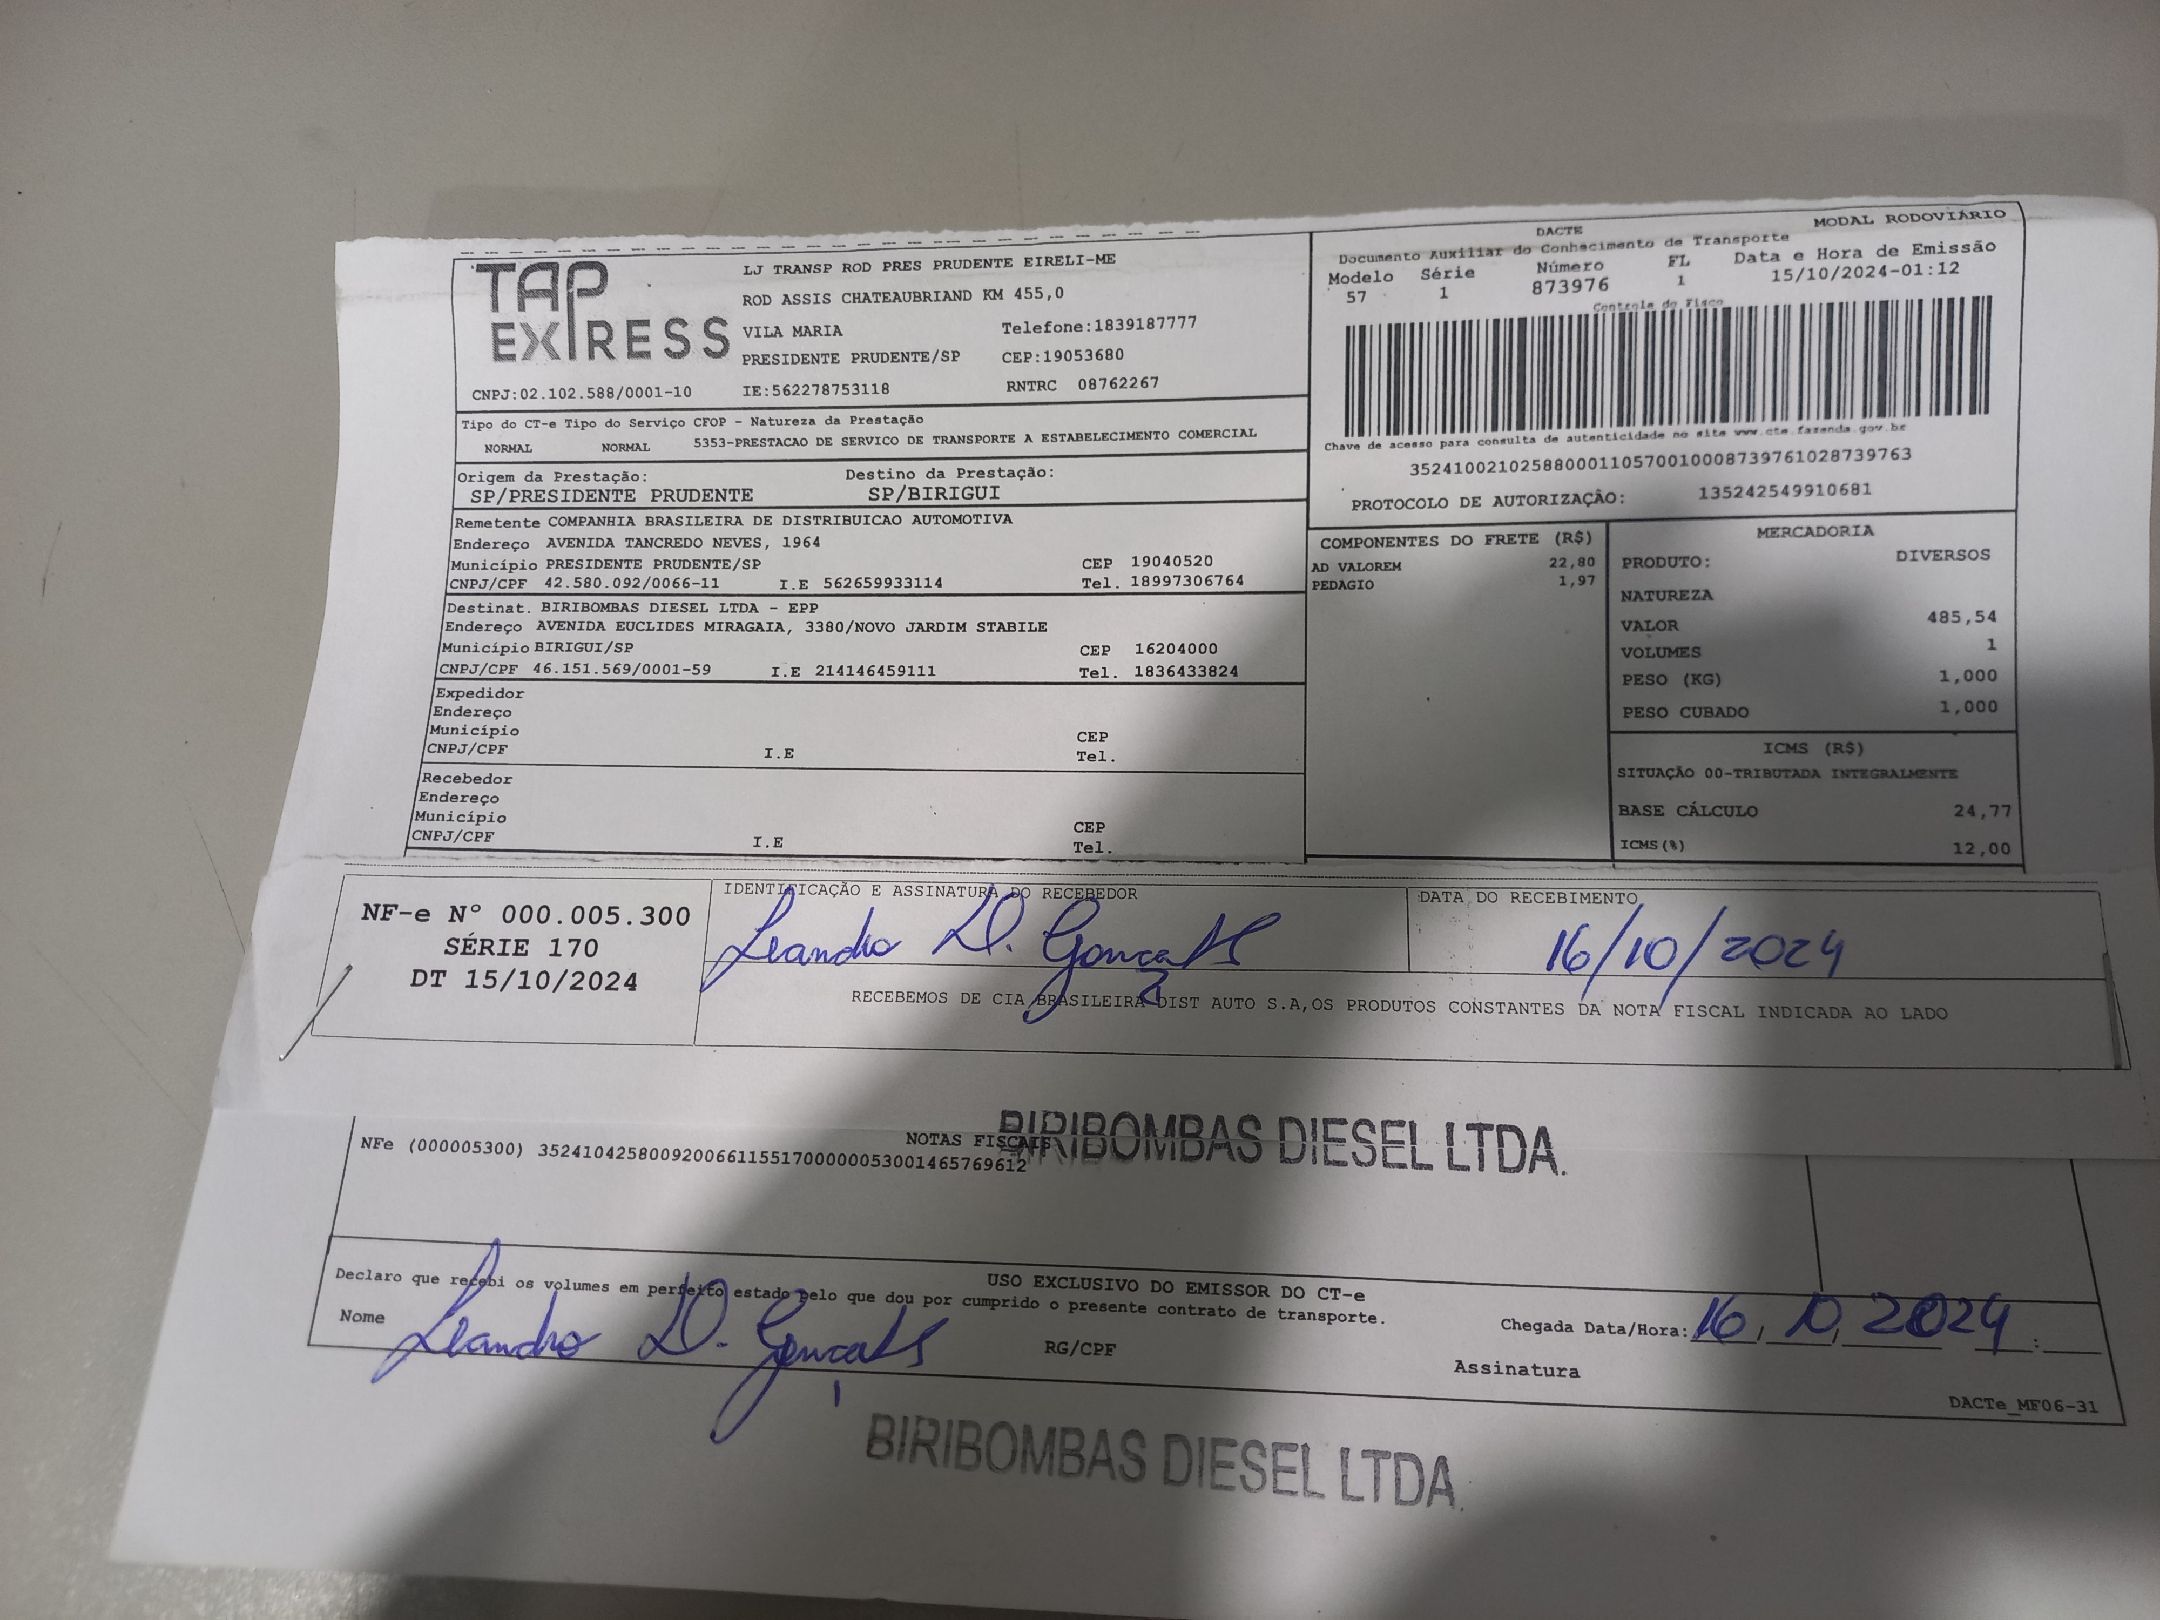 TAP EXPRESS
LJ TRANSP ROD PRES PRUDENTE EIRELI-ME
ROD ASSIS CHATEAUBRIAND KM 455,0
VILA MARIA Telefone:1839187777
PRESIDENTE PRUDENTE/SP CEP:19053680
CNPJ:02.102.588/0001-10 IE:562278753118 RNTRC 08762267
DACTE MODAL RODOVIÁRIO
Documento Auxiliar do Conhecimento de Transporte
Modelo Série Número FL Data e Hora de Emissão
57 1 873976 1 15/10/2024-01:12
Controle do Fisco
Chave de acesso para consulta de autenticidade no site www.cte.fazenda.gov.br
35241002102588000110570010008739761028739763
PROTOCOLO DE AUTORIZAÇÃO: 135242549910681
Tipo do CT-e Tipo do Serviço CFOP - Natureza da Prestação
NORMAL NORMAL 5353-PRESTACAO DE SERVICO DE TRANSPORTE A ESTABELECIMENTO COMERCIAL
Origem da Prestação: Destino da Prestação:
SP/PRESIDENTE PRUDENTE SP/BIRIGUI
Remetente COMPANHIA BRASILEIRA DE DISTRIBUICAO AUTOMOTIVA
Endereço AVENIDA TANCREDO NEVES, 1964
Município PRESIDENTE PRUDENTE/SP CEP 19040520
CNPJ/CPF 42.580.092/0066-11 I.E 562659933114 Tel. 18997306764
Destinat. BIRIBOMBAS DIESEL LTDA - EPP
Endereço AVENIDA EUCLIDES MIRAGAIA, 3380/NOVO JARDIM STABILE
Município BIRIGUI/SP CEP 16204000
CNPJ/CPF 46.151.569/0001-59 I.E 214146459111 Tel. 1836433824
Expedidor
Endereço
Município CEP
CNPJ/CPF I.E Tel.
Recebedor
Endereço
Município CEP
CNPJ/CPF I.E Tel.
COMPONENTES DO FRETE (R$)
AD VALOREM 22,80
PEDAGIO 1,97
MERCADORIA
PRODUTO: DIVERSOS
NATUREZA
VALOR 485,54
VOLUMES 1
PESO (KG) 1,000
PESO CUBADO 1,000
ICMS (R$)
SITUAÇÃO 00-TRIBUTADA INTEGRALMENTE
BASE CÁLCULO 24,77
ICMS(%) 12,00
NF-e Nº 000.005.300
SÉRIE 170
DT 15/10/2024
IDENTIFICAÇÃO E ASSINATURA DO RECEBEDOR
Leandro D.
DATA DO RECEBIMENTO
16/10/2024
RECEBEMOS DE CIA BRASILEIRA DIST AUTO S.A,OS PRODUTOS CONSTANTES DA NOTA FISCAL INDICADA AO LADO
BIRIBOMBAS DIESEL LTDA.
NOTAS FISCAIS
NFe (000005300) 35241042580092006611551700000053001465769612
USO EXCLUSIVO DO EMISSOR DO CT-e
Declaro que recebi os volumes em perfeito estado pelo que dou por cumprido o presente contrato de transporte.
Nome Leandro D. RG/CPF
Chegada Data/Hora: 16,10,2024 :
Assinatura
DACTe_MF06-31
BIRIBOMBAS DIESEL LTDA.